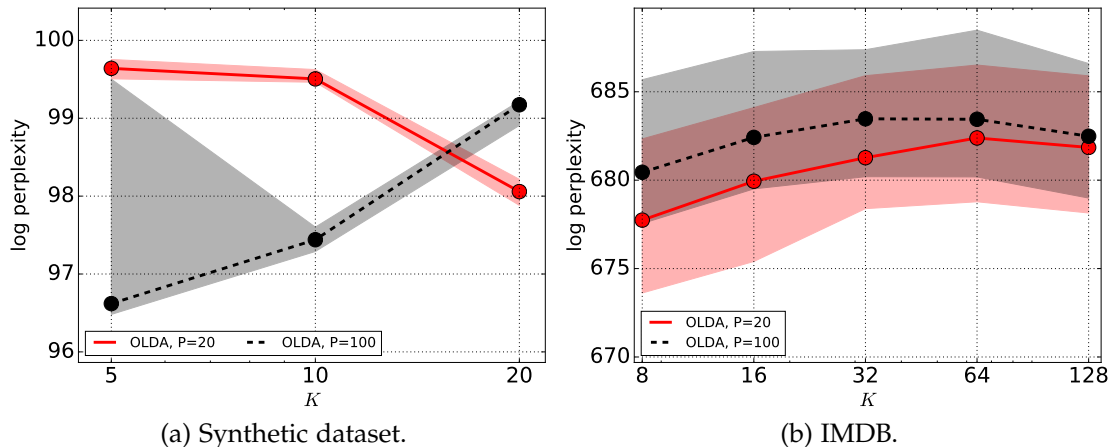 100
99
98
97
96
log perplexity
5
10
20
K
OLDA, P=20
OLDA, P=100
(a) Synthetic dataset.
685
680
675
670
log perplexity
8
16
32
64
128
K
OLDA, P=20
OLDA, P=100
(b) IMDB.